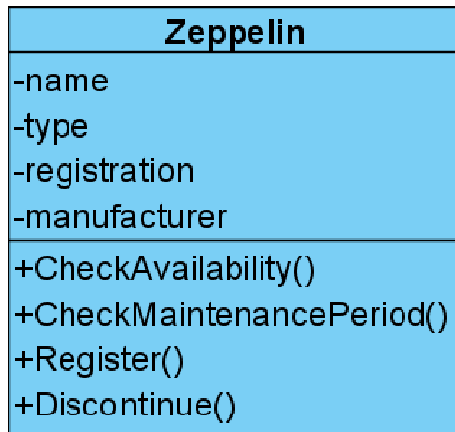 Zeppelin
-name
-type
-registration
-manufacturer
+CheckAvailability()
+CheckMaintenancePeriod()
+Register()
+Discontinue()